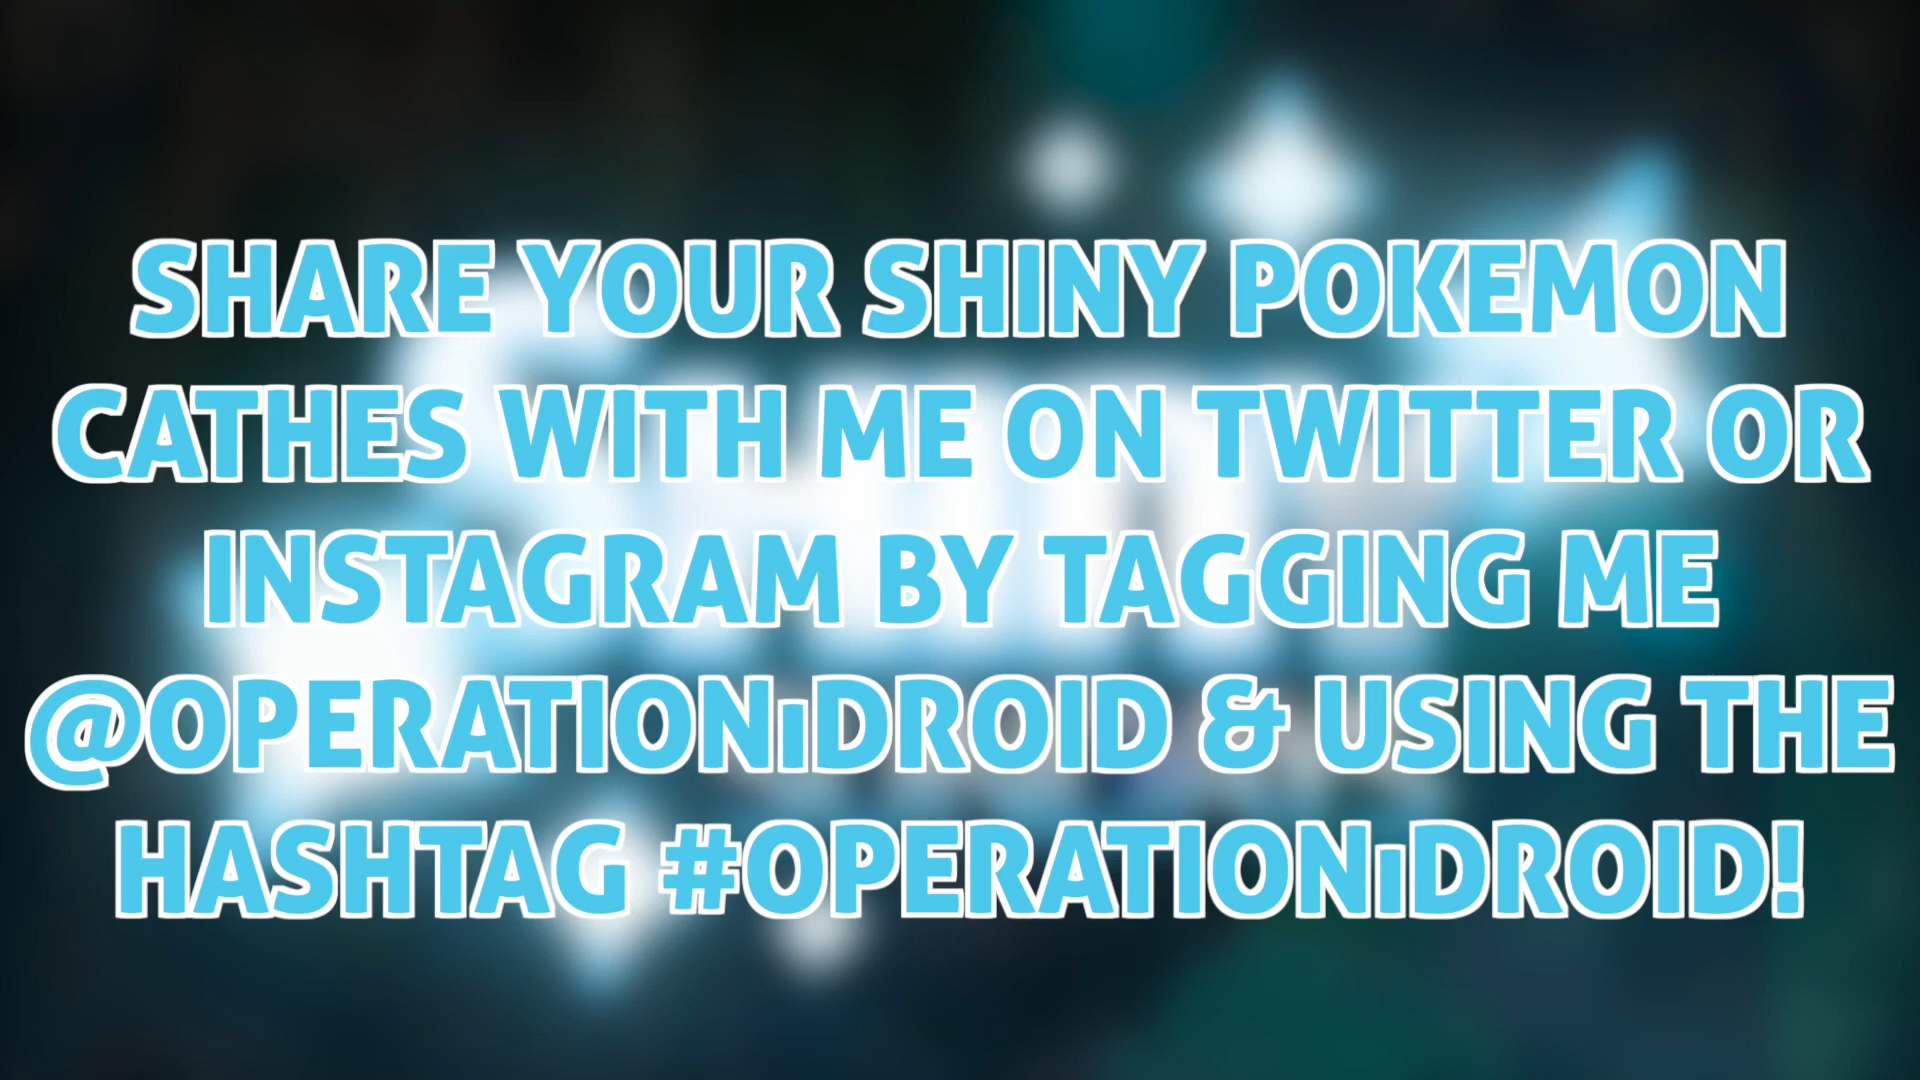 SHARE YOUR SHINY POKEMON
CATHES WITH ME ON TWITTER OR
INSTAGRAM BY TAGGING ME
@OPERATIONiDROID & USING THE
HASHTAG #OPERATIONiDROID!